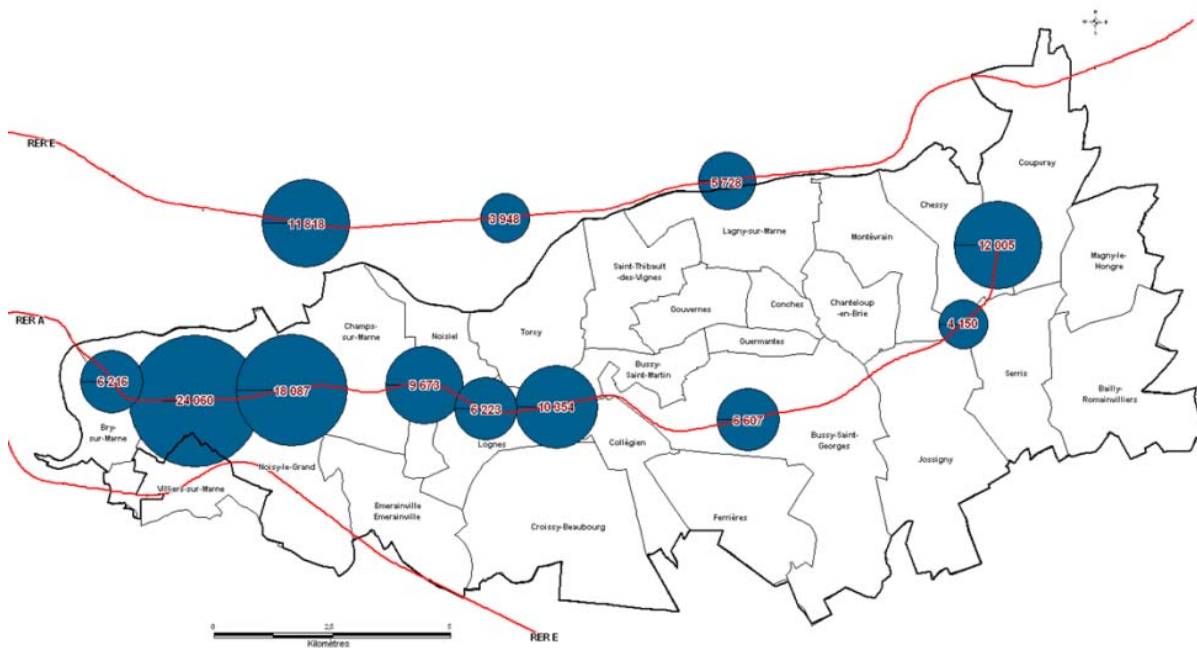 RER E
11 818
3 948
5 728
Coupvray
Chessy
12 005
Lagny-sur-Marne
Montévrain
Magny-le-
Hongre
Saint-Thibault
-des-Vignes
Gouvernes
Conches
Chanteloup
-en-Brie
RER A
Champs-
sur-Marne
Noisiel
Torcy
Guermantes
4 150
Bussy-
Saint-Martin
Serris
Bailly-
Romainvilliers
6 216
24 060
18 087
9 673
6 223
10 354
6 607
Bry-
sur-Marne
Lognes
Collégien
Bussy-Saint-
Georges
Jossigny
Noisy-le-Grand
Villiers-sur-Marne
Emerainville
Emerainville
Croissy-Beaubourg
Ferrières
0 2,5 5
Kilomètres
RER E